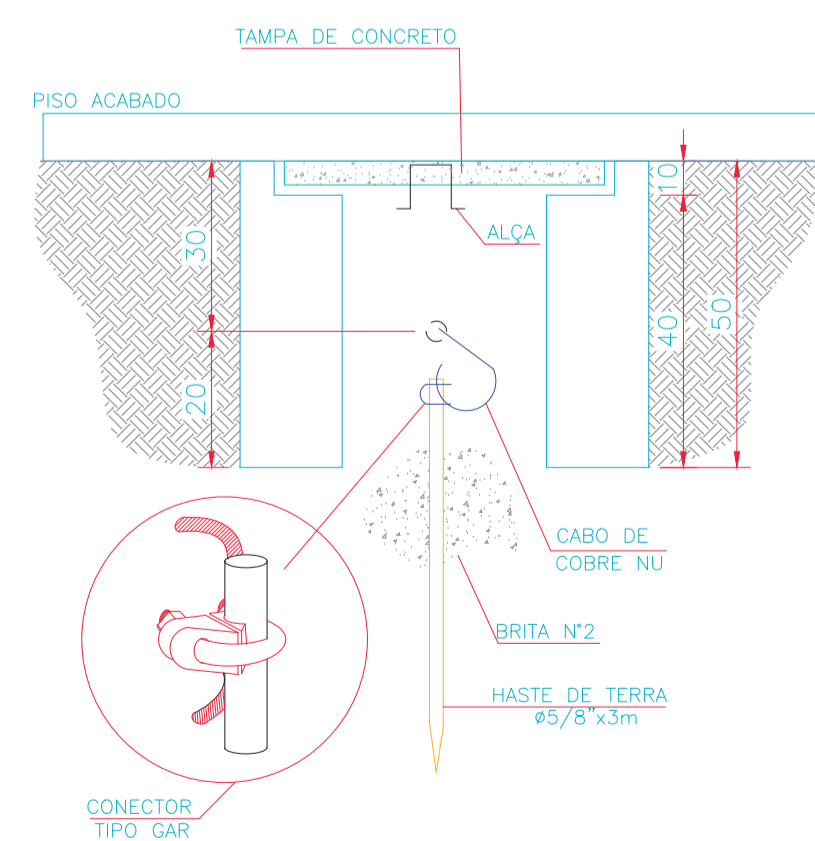 TAMPA DE CONCRETO
PISO ACABADO
10
30
ALÇA
40
50
20
CABO DE
COBRE NU
BRITA N°2
HASTE DE TERRA
ø5/8"x3m
CONECTOR
TIPO GAR